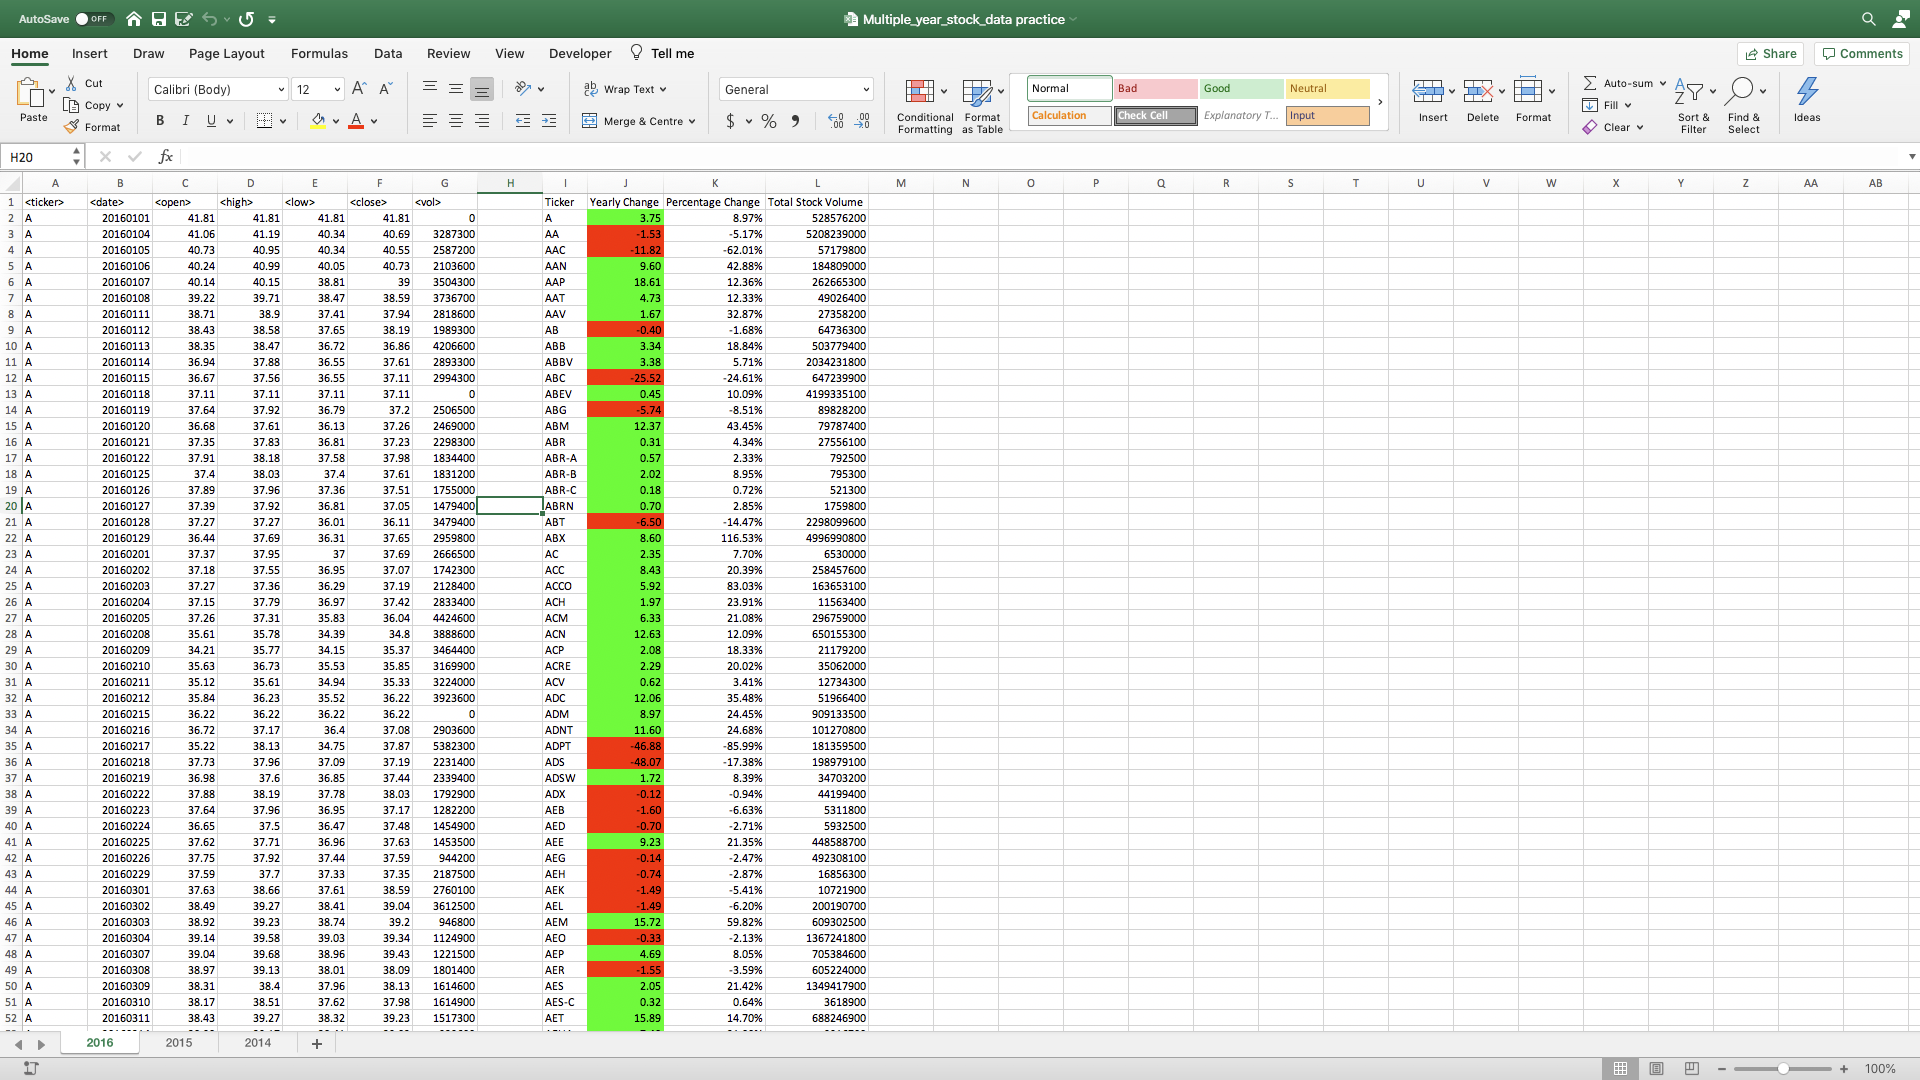 AutoSave OFF Multiple_year_stock_data practice
Home Insert Draw Page Layout Formulas Data Review View Developer Tell me Share Comments
Paste Cut Copy Format Calibri (Body) 12 Wrap Text General Conditional Formatting Format as Table Normal Bad Good Neutral Insert Delete Format Auto-sum Sort & Filter Find & Select Ideas
B I U Merge & Centre $ % Calculation Check Cell Explanatory T... Input Fill Clear
H20 fx
A B C D E F G H I J K L M N O P Q R S T U V W X Y Z AA AB
1 <ticker> <date> <open> <high> <low> <close> <vol> Ticker Yearly Change Percentage Change Total Stock Volume
2 A 20160101 41.81 41.81 41.81 41.81 0 A 3.75 8.97% 528576200
3 A 20160104 41.06 41.19 40.34 40.69 3287300 AA -1.53 -5.17% 5208239000
4 A 20160105 40.73 40.95 40.34 40.55 2587200 AAC -11.82 -62.01% 57179800
5 A 20160106 40.24 40.99 40.05 40.73 2103600 AAN 9.60 42.88% 184809000
6 A 20160107 40.14 40.15 38.81 39 3504300 AAP 18.61 12.36% 262665300
7 A 20160108 39.22 39.71 38.47 38.59 3736700 AAT 4.73 12.33% 49026400
8 A 20160111 38.71 38.9 37.41 37.94 2818600 AAV 1.67 32.87% 27358200
9 A 20160112 38.43 38.58 37.65 38.19 1989300 AB -0.40 -1.68% 64736300
10 A 20160113 38.35 38.47 36.72 36.86 4206600 ABB 3.34 18.84% 503779400
11 A 20160114 36.94 37.88 36.55 37.61 2893300 ABBV 3.38 5.71% 2034231800
12 A 20160115 36.67 37.56 36.55 37.11 2994300 ABC -25.52 -24.61% 647239900
13 A 20160118 37.11 37.11 37.11 37.11 0 ABEV 0.45 10.09% 4199335100
14 A 20160119 37.64 37.92 36.79 37.2 2506500 ABG -5.74 -8.51% 89828200
15 A 20160120 36.68 37.61 36.13 37.26 2469000 ABM 12.37 43.45% 79787400
16 A 20160121 37.35 37.83 36.81 37.23 2298300 ABR 0.31 4.34% 27556100
17 A 20160122 37.91 38.18 37.58 37.98 1834400 ABR-A 0.57 2.33% 792500
18 A 20160125 37.4 38.03 37.4 37.61 1831200 ABR-B 2.02 8.95% 795300
19 A 20160126 37.89 37.96 37.36 37.51 1755000 ABR-C 0.18 0.72% 521300
20 A 20160127 37.39 37.92 36.81 37.05 1479400 ABRN 0.70 2.85% 1759800
21 A 20160128 37.27 37.27 36.01 36.11 3479400 ABT -6.50 -14.47% 2298099600
22 A 20160129 36.44 37.69 36.31 37.65 2959800 ABX 8.60 116.53% 4996990800
23 A 20160201 37.37 37.95 37 37.69 2666500 AC 2.35 7.70% 6530000
24 A 20160202 37.18 37.55 36.95 37.07 1742300 ACC 8.43 20.39% 258457600
25 A 20160203 37.27 37.36 36.29 37.19 2128400 ACCO 5.92 83.03% 163653100
26 A 20160204 37.15 37.79 36.97 37.42 2833400 ACH 1.97 23.91% 11563400
27 A 20160205 37.26 37.31 35.83 36.04 4424600 ACM 6.33 21.08% 296759000
28 A 20160208 35.61 35.78 34.39 34.8 3888600 ACN 12.63 12.09% 650155300
29 A 20160209 34.21 35.77 34.15 35.37 3464400 ACP 2.08 18.33% 21179200
30 A 20160210 35.63 36.73 35.53 35.85 3169900 ACRE 2.29 20.02% 35062000
31 A 20160211 35.12 35.61 34.94 35.33 3224000 ACV 0.62 3.41% 12734300
32 A 20160212 35.84 36.23 35.52 36.22 3923600 ADC 12.06 35.48% 51966400
33 A 20160215 36.22 36.22 36.22 36.22 0 ADM 8.97 24.45% 909133500
34 A 20160216 36.72 37.17 36.4 37.08 2903600 ADNT 11.60 24.68% 101270800
35 A 20160217 35.22 38.13 34.75 37.87 5382300 ADPT -46.88 -85.99% 181359500
36 A 20160218 37.73 37.96 37.09 37.19 2231400 ADS -48.07 -17.38% 198979100
37 A 20160219 36.98 37.6 36.85 37.44 2339400 ADSW 1.72 8.39% 34703200
38 A 20160222 37.88 38.19 37.78 38.03 1792900 ADX -0.12 -0.94% 44199400
39 A 20160223 37.64 37.96 36.95 37.17 1282200 AEB -1.60 -6.63% 5311800
40 A 20160224 36.65 37.5 36.47 37.48 1454900 AED -0.70 -2.71% 5932500
41 A 20160225 37.62 37.71 36.96 37.63 1453500 AEE 9.23 21.35% 448588700
42 A 20160226 37.75 37.92 37.44 37.59 944200 AEG -0.14 -2.47% 492308100
43 A 20160229 37.59 37.7 37.33 37.35 2187500 AEH -0.74 -2.87% 16856300
44 A 20160301 37.63 38.66 37.61 38.59 2760100 AEK -1.49 -5.41% 10721900
45 A 20160302 38.49 39.27 38.41 39.04 3612500 AEL -1.49 -6.20% 200190700
46 A 20160303 38.92 39.23 38.74 39.2 946800 AEM 15.72 59.82% 609302500
47 A 20160304 39.14 39.58 39.03 39.34 1124900 AEO -0.33 -2.13% 1367241800
48 A 20160307 39.04 39.68 38.96 39.43 1221500 AEP 4.69 8.05% 705384600
49 A 20160308 38.97 39.13 38.01 38.09 1801400 AER -1.55 -3.59% 605224000
50 A 20160309 38.31 38.4 37.96 38.13 1614600 AES 2.05 21.42% 1349417900
51 A 20160310 38.17 38.51 37.62 37.98 1614900 AES-C 0.32 0.64% 3618900
52 A 20160311 38.43 39.27 38.32 39.23 1517300 AET 15.89 14.70% 688246900
2016 2015 2014
100%